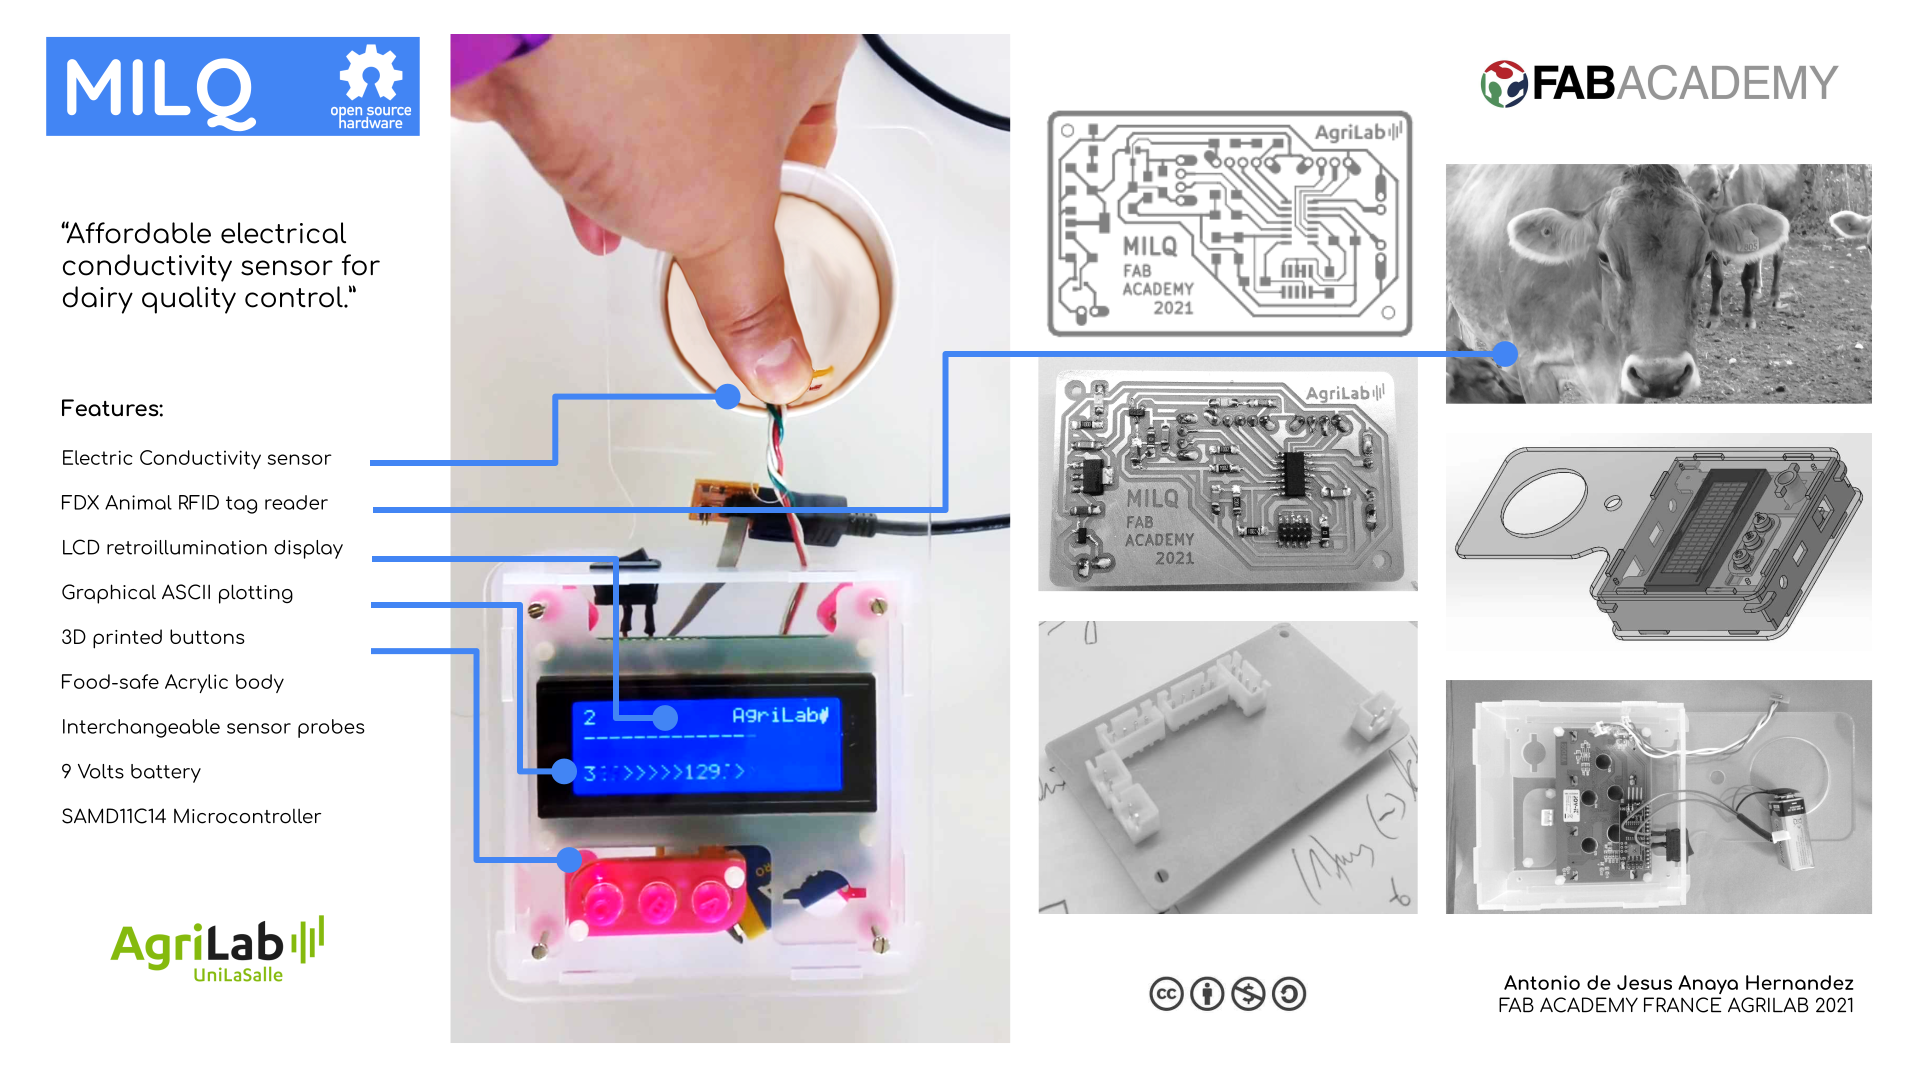 MILQ
open source
hardware
“Affordable electrical
conductivity sensor for
dairy quality control.”
Features:
Electric Conductivity sensor
FDX Animal RFID tag reader
LCD retroillumination display
Graphical ASCII plotting
3D printed buttons
Food-safe Acrylic body
Interchangeable sensor probes
9 Volts battery
SAMD11C14 Microcontroller
AgriLab
UniLaSalle
2 AgriLab
3 >>>>>129 >
AgriLab
MILQ
FAB
ACADEMY
2021
AgriLab
MILQ
FAB
ACADEMY
2021
FABACADEMY
cc
Antonio de Jesus Anaya Hernandez
FAB ACADEMY FRANCE AGRILAB 2021